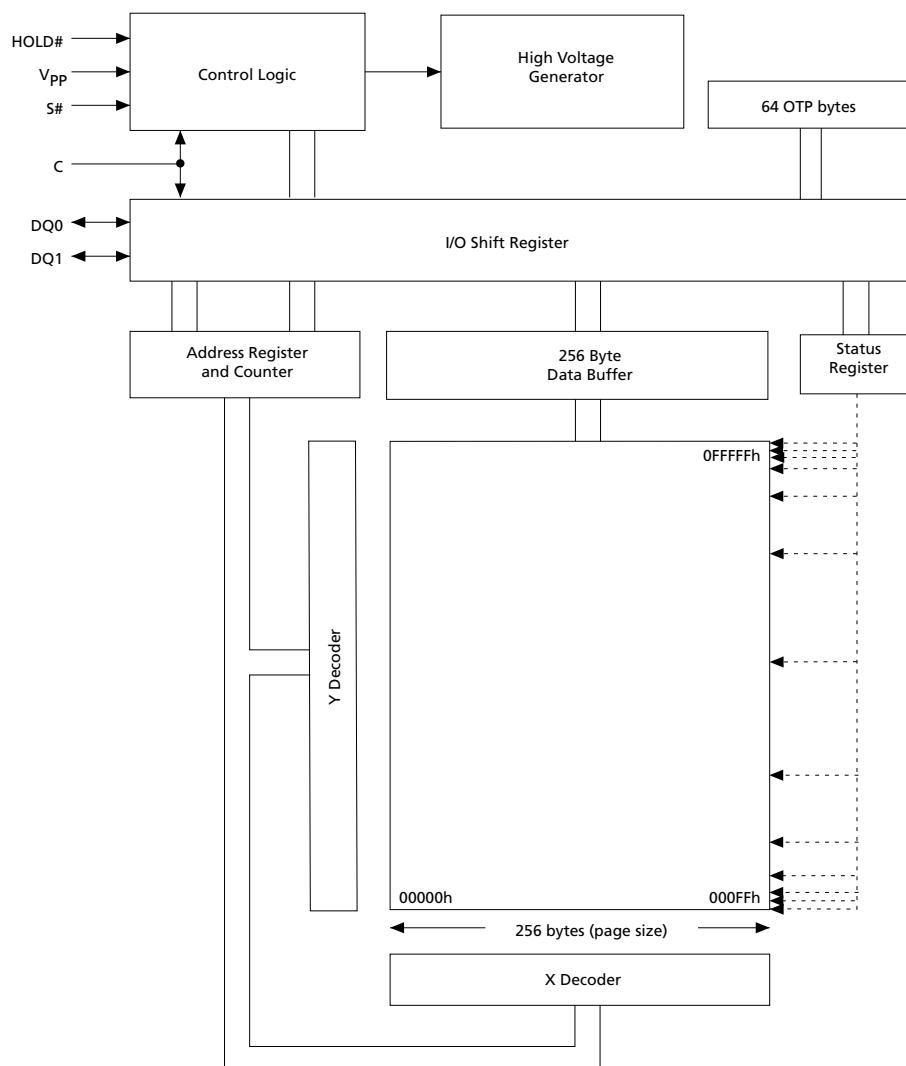 HOLD#
VPP
S#
C
DQ0
DQ1
Control Logic
High Voltage
Generator
64 OTP bytes
I/O Shift Register
Address Register
and Counter
256 Byte
Data Buffer
Status
Register
0FFFFFh
Y Decoder
00000h
000FFh
256 bytes (page size)
X Decoder